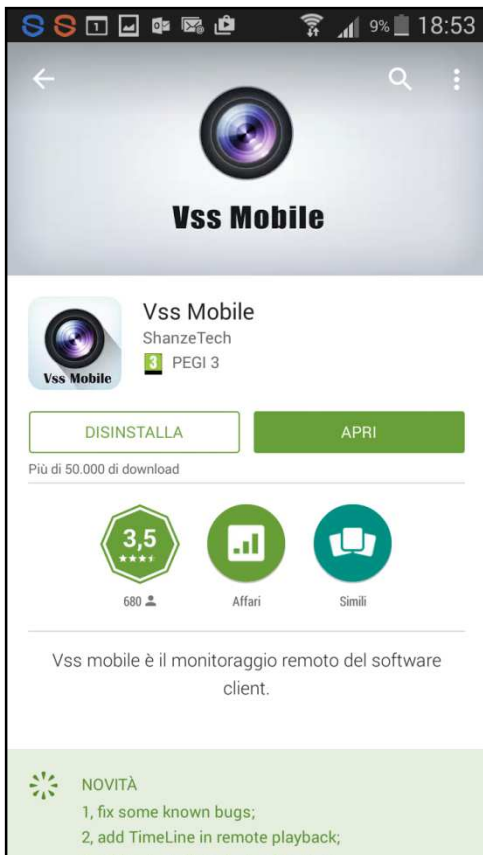 9% 18:53
Vss Mobile
Vss Mobile
Vss Mobile
ShanzeTech
3 PEGI 3
DISINSTALLA APRI
Più di 50.000 di download
3,5
680 Affari Simili
Vss mobile è il monitoraggio remoto del software
client.
NOVITÀ
1, fix some known bugs;
2, add TimeLine in remote playback;